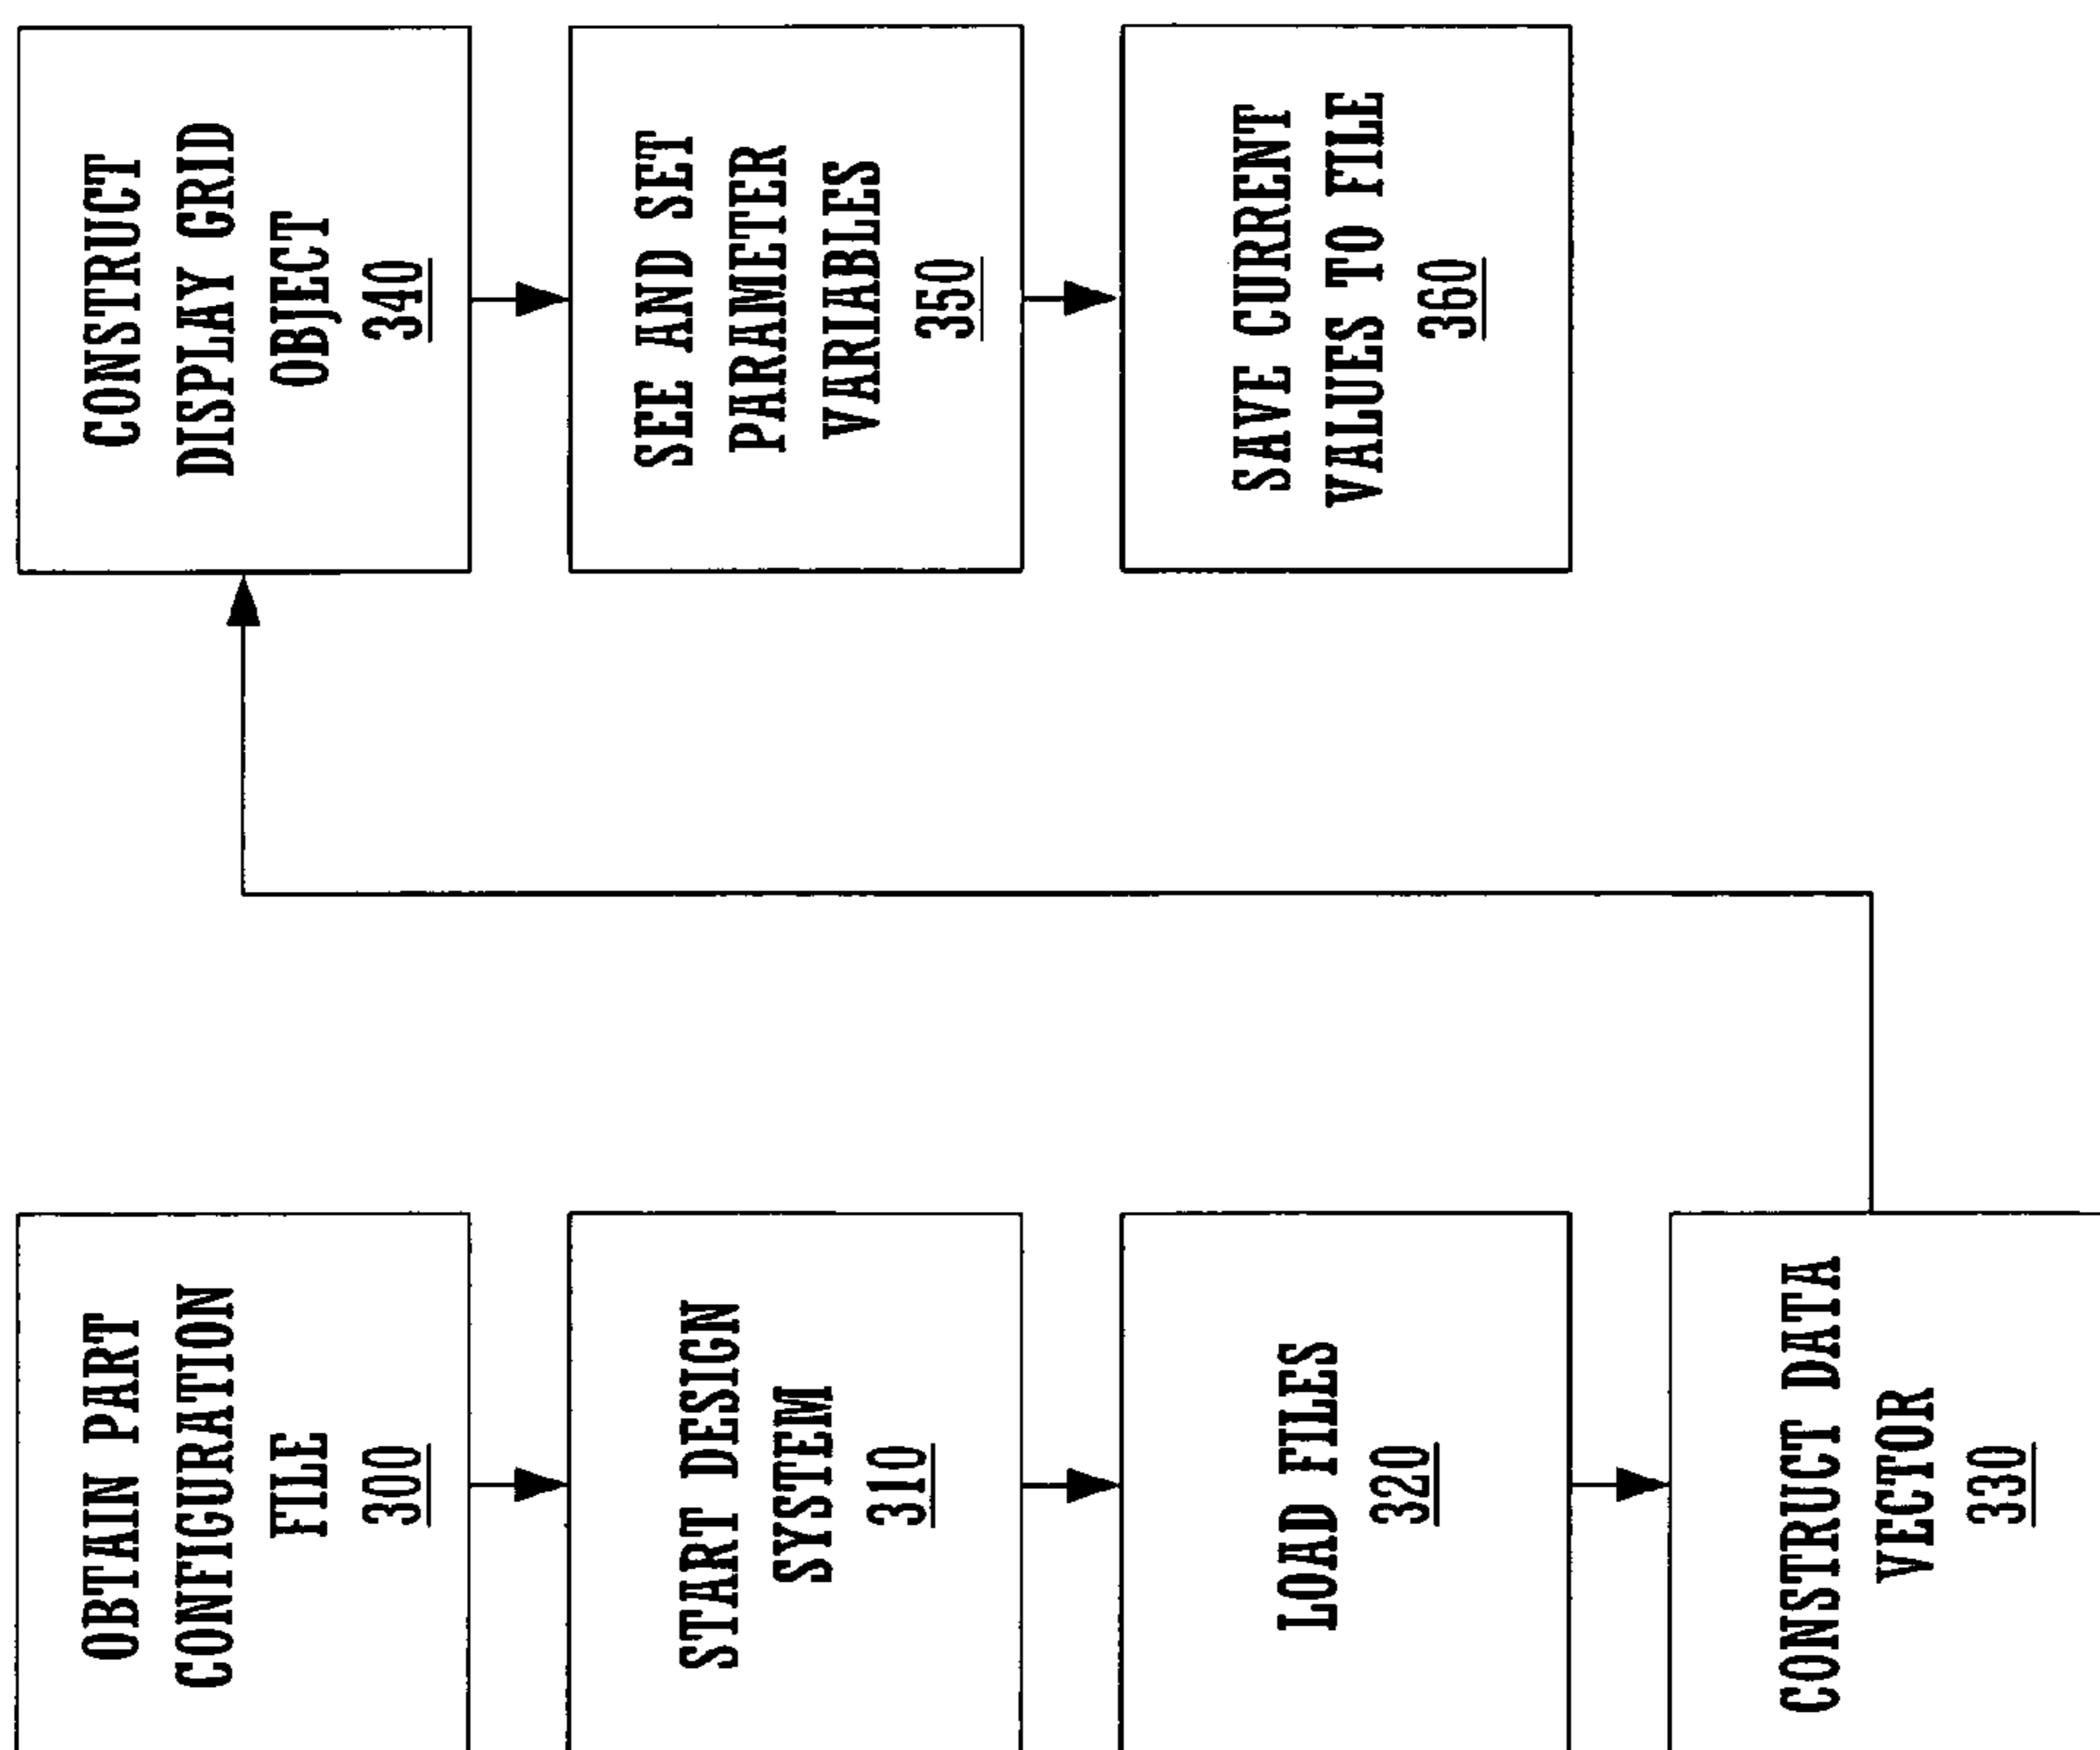 OBTAIN PART
CONFIGURATION
FILE
300
START DESIGN
SYSTEM
310
LOAD FILES
320
CONSTRUCT DATA
VECTOR
330
CONSTRUCT
DISPLAY GRID
OBJECT
340
SEE AND SET
PARAMETER
VARIABLES
350
SAVE CURRENT
VALUES TO FILE
360